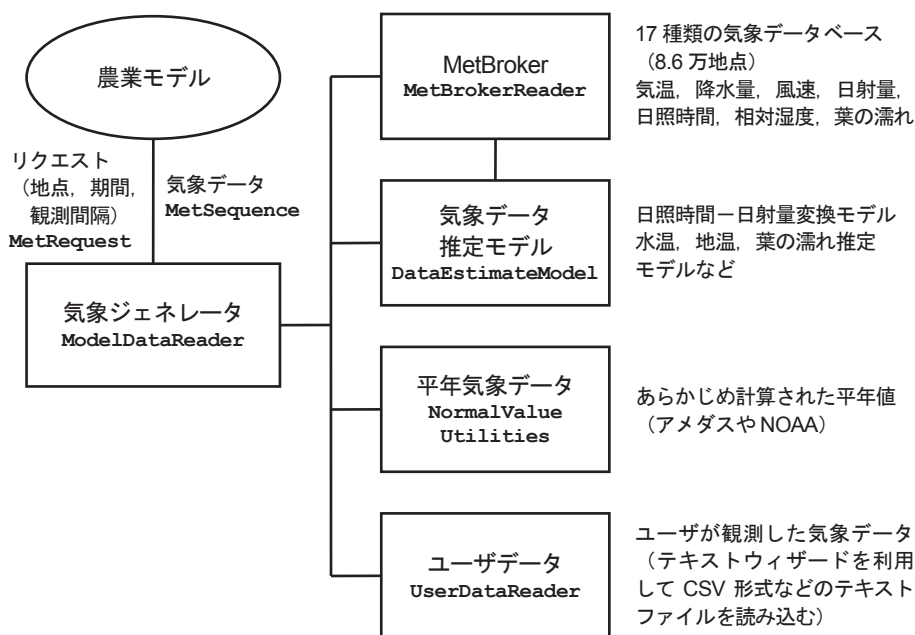 農業モデル
リクエスト
（地点，期間，
観測間隔）
MetRequest
気象データ
MetSequence
気象ジェネレータ
ModelDataReader
MetBroker
MetBrokerReader
17 種類の気象データベース
（8.6 万地点）
気温，降水量，風速，日射量，
日照時間，相対湿度，葉の濡れ
気象データ
推定モデル
DataEstimateModel
日照時間－日射量変換モデル
水温，地温，葉の濡れ推定
モデルなど
平年気象データ
NormalValue
Utilities
あらかじめ計算された平年値
（アメダスや NOAA）
ユーザデータ
UserDataReader
ユーザが観測した気象データ
（テキストウィザードを利用
して CSV 形式などのテキスト
ファイルを読み込む）